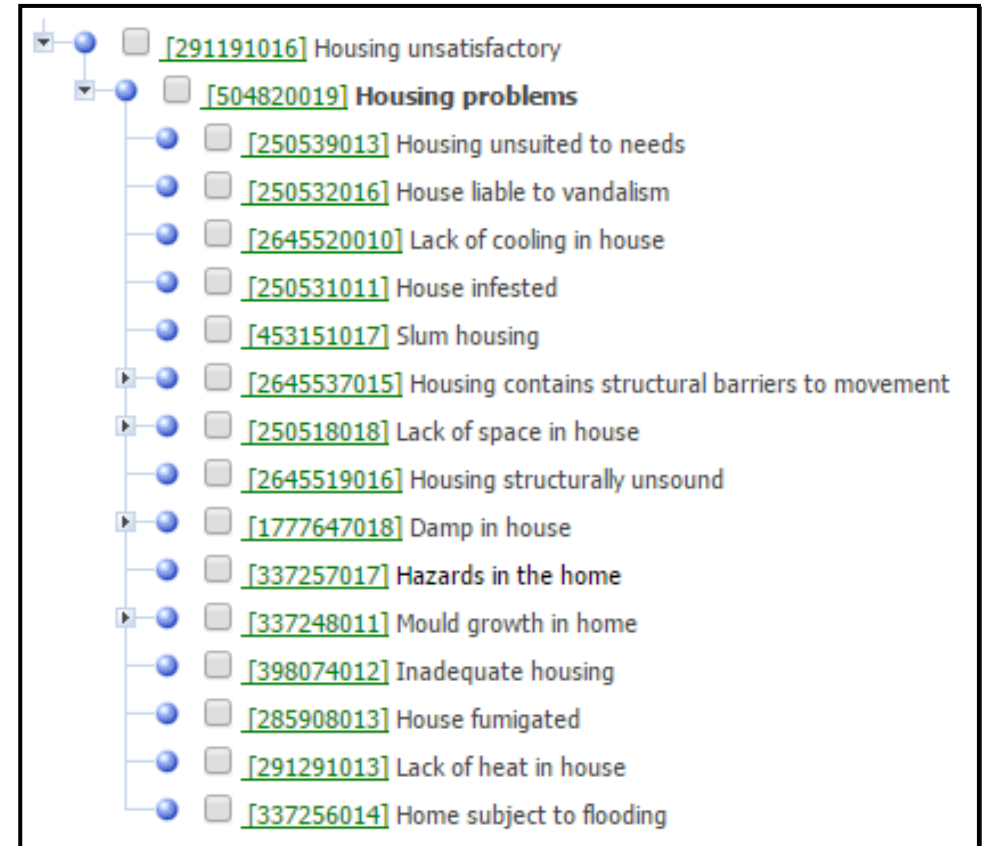 [291191016] Housing unsatisfactory
[504820019] Housing problems
[250539013] Housing unsuited to needs
[250532016] House liable to vandalism
[2645520010] Lack of cooling in house
[250531011] House infested
[453151017] Slum housing
[2645537015] Housing contains structural barriers to movement
[250518018] Lack of space in house
[2645519016] Housing structurally unsound
[1777647018] Damp in house
[337257017] Hazards in the home
[337248011] Mould growth in home
[398074012] Inadequate housing
[285908013] House fumigated
[291291013] Lack of heat in house
[337256014] Home subject to flooding